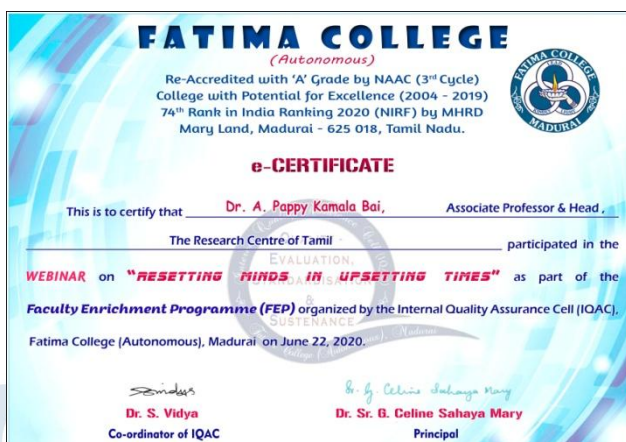 FATIMA COLLEGE
(Autonomous)
Re-Accredited with ‘A’ Grade by NAAC (3rd Cycle)
College with Potential for Excellence (2004 - 2019)
74th Rank in India Ranking 2020 (NIRF) by MHRD
Mary Land, Madurai - 625 018, Tamil Nadu.
FATIMA COLLEGE
MADURAI
e-CERTIFICATE
This is to certify that Dr. A. Pappy Kamala Bai, Associate Professor & Head ,
The Research Centre of Tamil participated in the
WEBINAR on “RESETTING MINDS IN UPSETTING TIMES” as part of the
Faculty Enrichment Programme (FEP) organized by the Internal Quality Assurance Cell (IQAC),
Fatima College (Autonomous), Madurai on June 22, 2020.
EVALUATION,
&
SUSTENANCE
Sr. G. Celine Sahaya Mary
Dr. S. Vidya Dr. Sr. G. Celine Sahaya Mary
Co-ordinator of IQAC Principal